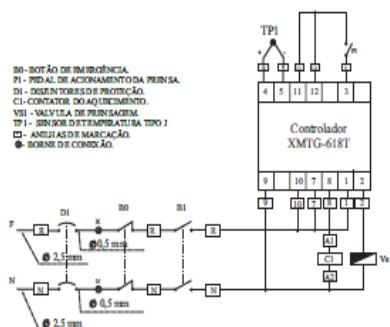 TP1
B0- BOTÃO DE EMERGÊNCIA.
P1 - PEDAL DE ACIONAMENTO DA PRENSA.
D1 - DISJUNTORES DE PROTEÇÃO.
C1- CONTATOR DO AQUECIMENTO.
VS1 - VALVULA DE PRENSAGEM.
TP1 - SENSOR DE TEMPERATURA TIPO J
- ANILHAS DE MARCAÇÃO.
- BORNE DE CONEXÃO.
+ -
4 5 11 12 3
Controlador
XMTG-618T
9 10 7 8 1 2
9 10 7 8 1 2
D1 B0 B1
F R R R R
Ø 2,5 mm Ø0,5 mm
A1
C1
A2
Vs
N N N N N
Ø 0,5 mm
Ø 2,5 mm